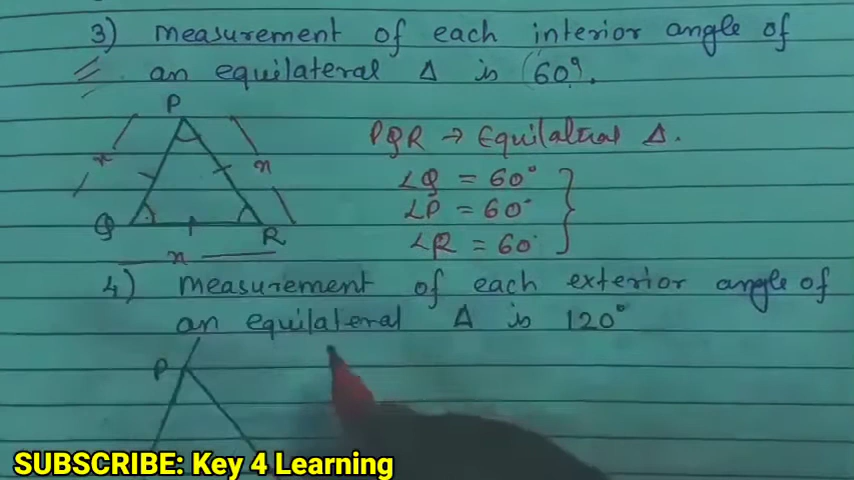 3) measurement of each interior angle of
an equilateral Δ is (60°.
P
PQR → Equilateral Δ.
x
x
∠Q = 60°
∠P = 60°
Q
R
∠R = 60°
x
4) measurement of each exterior angle of
an equilateral Δ is 120°
P
SUBSCRIBE: Key 4 Learning